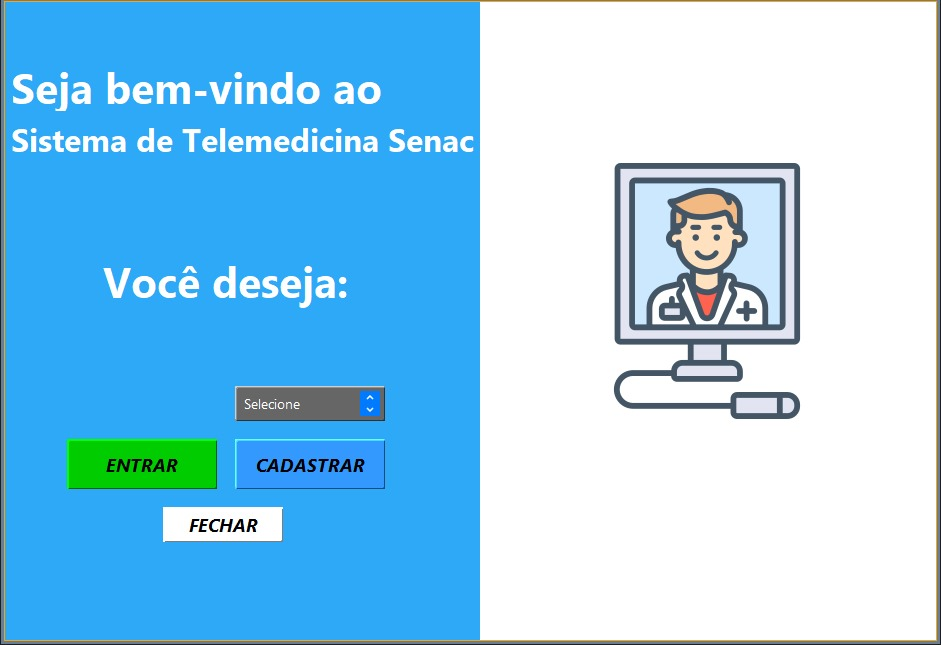 Seja bem-vindo ao
Sistema de Telemedicina Senac
Você deseja:
Selecione
ENTRAR
CADASTRAR
FECHAR